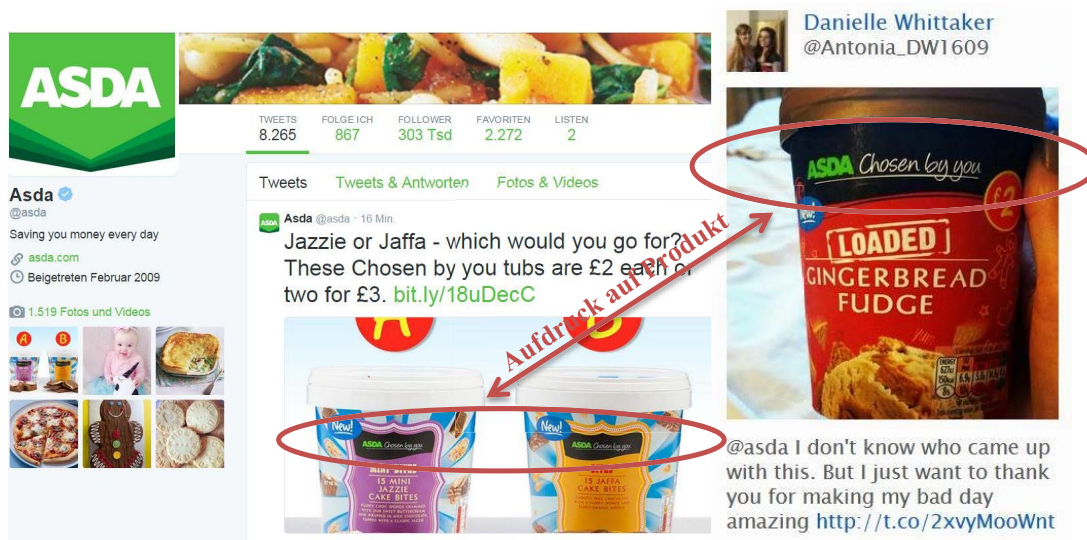 ASDA
TWEETS
8.265
FOLGE ICH
867
FOLLOWER
303 Tsd
FAVORITEN
2.272
LISTEN
2
Asda
@asda
Saving you money every day
asda.com
Beigetreten Februar 2009
1.519 Fotos und Videos
A B
Tweets
Tweets & Antworten
Fotos & Videos
ASDA
Asda @asda · 16 Min.
Jazzie or Jaffa - which would you go for?
These Chosen by you tubs are £2 each or
two for £3. bit.ly/18uDecC
Aufdruck auf Produkt
A
B
New!
ASDA Chosen by you
MINI BITES
15 MINI
JAZZIE
CAKE BITES
New!
ASDA Chosen by you
15 JAFFA
CAKE BITES
Danielle Whittaker
@Antonia_DW1609
ASDA Chosen by you
£2
New!
LOADED
GINGERBREAD
FUDGE
@asda I don't know who came up
with this. But I just want to thank
you for making my bad day
amazing http://t.co/2xvyMooWnt